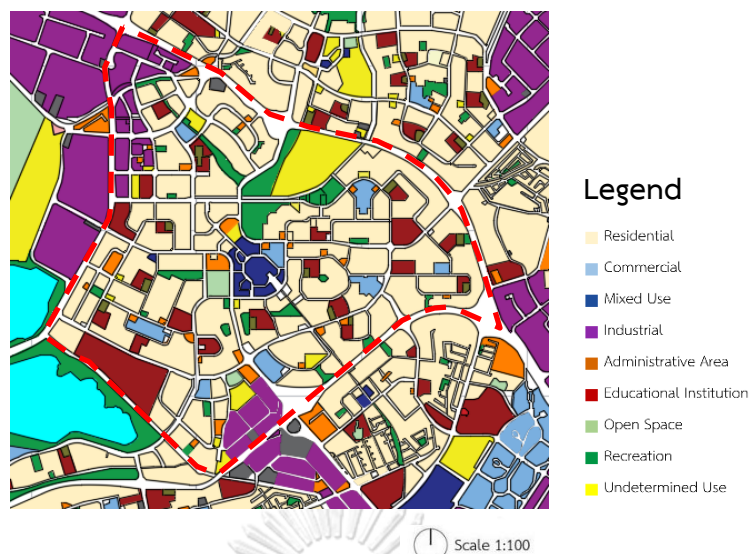 Legend
Residential
Commercial
Mixed Use
Industrial
Administrative Area
Educational Institution
Open Space
Recreation
Undetermined Use
Scale 1:100